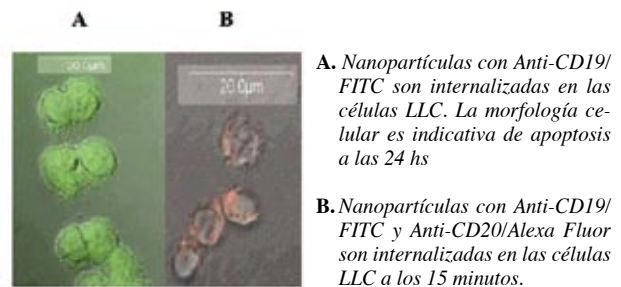 A
B
20.0µm
20.0µm
A. Nanopartículas con Anti-CD19/
FITC son internalizadas en las
células LLC. La morfología ce-
lular es indicativa de apoptosis
a las 24 hs
B. Nanopartículas con Anti-CD19/
FITC y Anti-CD20/Alexa Fluor
son internalizadas en las células
LLC a los 15 minutos.